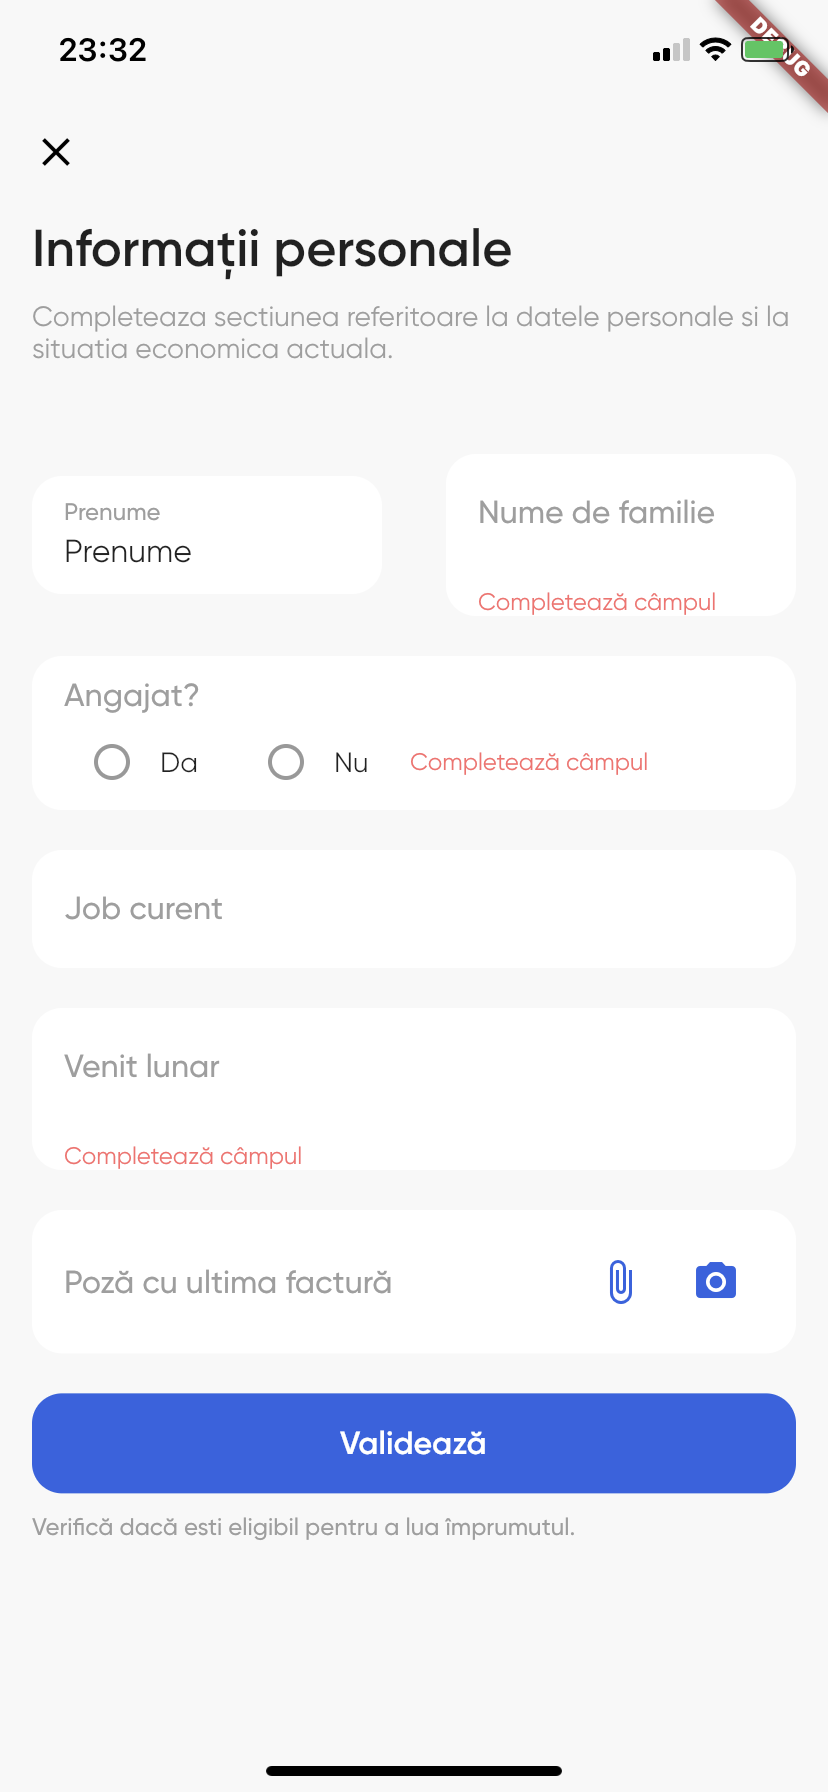 23:32
DEBUG
Informații personale
Completeaza sectiunea referitoare la datele personale si la
situatia economica actuala.
Prenume
Prenume
Nume de familie
Completează câmpul
Angajat?
Da
Nu
Completează câmpul
Job curent
Venit lunar
Completează câmpul
Poză cu ultima factură
Validează
Verifică dacă esti eligibil pentru a lua împrumutul.